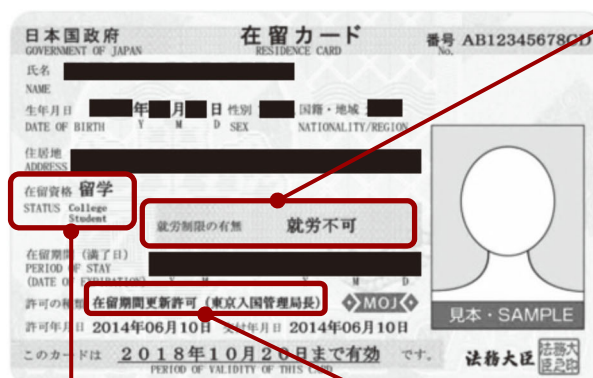 日本国政府 在留カード 番号 AB12345678CD
GOVERNMENT OF JAPAN RESIDENCE CARD No.
氏名
NAME
生年月日 年 月 日 性別 国籍・地域
DATE OF BIRTH Y M D SEX NATIONALITY/REGION
住居地
ADDRESS
在留資格 留学
STATUS College
Student
就労制限の有無 就労不可
在留期間(満了日)
PERIOD OF STAY
(DATE OF EXPIRATION) Y M D
許可の種類 在留期間更新許可(東京入国管理局長) MOJ
許可年月日 2014年06月10日 交付年月日 2014年06月10日
見本・SAMPLE
このカードは 2018年10月20日まで有効 です。 法務大臣
PERIOD OF VALIDITY OF THIS CARD